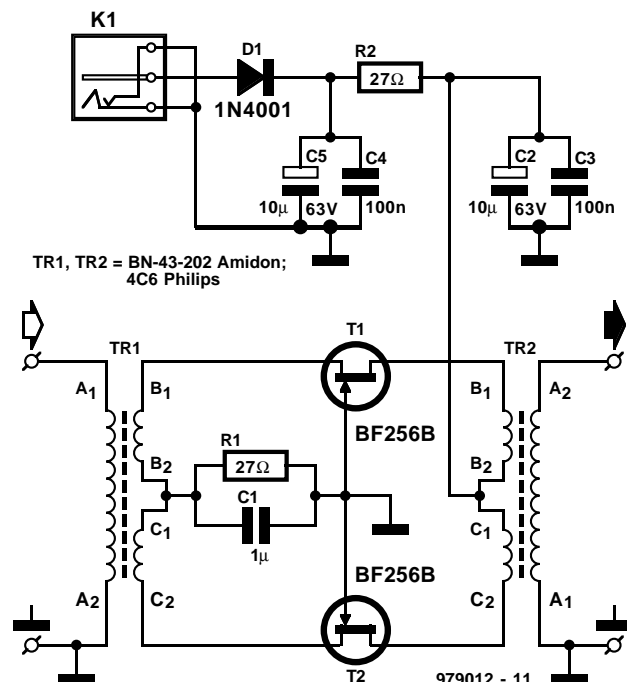 K1
D1
R2
27Ω
1N4001
C5
C4
C2
C3
10µ
63V
100n
10µ
63V
100n
TR1, TR2 = BN-43-202 Amidon;
4C6 Philips
T1
TR1
TR2
A1
B1
B1
A2
BF256B
R1
27Ω
B2
B2
C1
C1
C1
1µ
BF256B
A2
C2
C2
A1
T2
979012 - 11